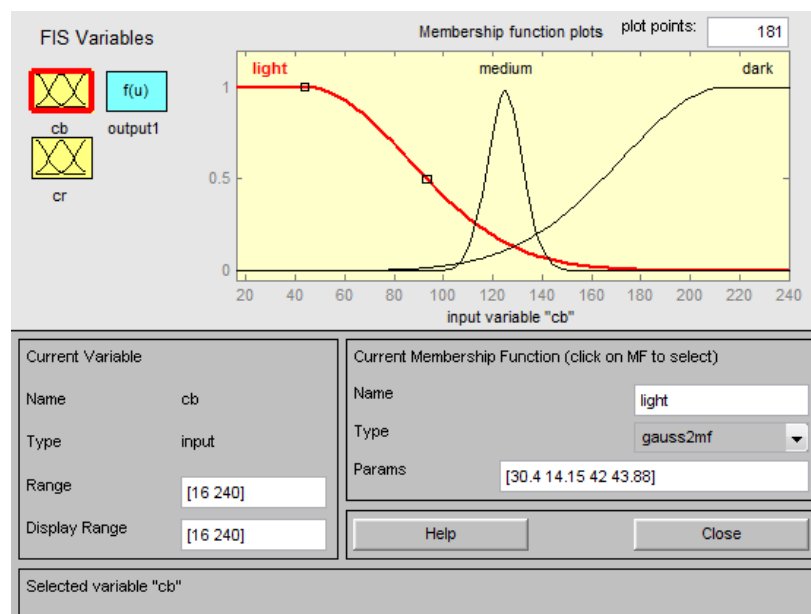 FIS Variables
Membership function plots
plot points:
181
f(u)
cb
output1
cr
light
medium
dark
1
0.5
0
20 40 60 80 100 120 140 160 180 200 220 240
input variable "cb"
Current Variable
Name cb
Type input
Range [16 240]
Display Range [16 240]
Current Membership Function (click on MF to select)
Name light
Type gauss2mf
Params [30.4 14.15 42 43.88]
Help Close
Selected variable "cb"